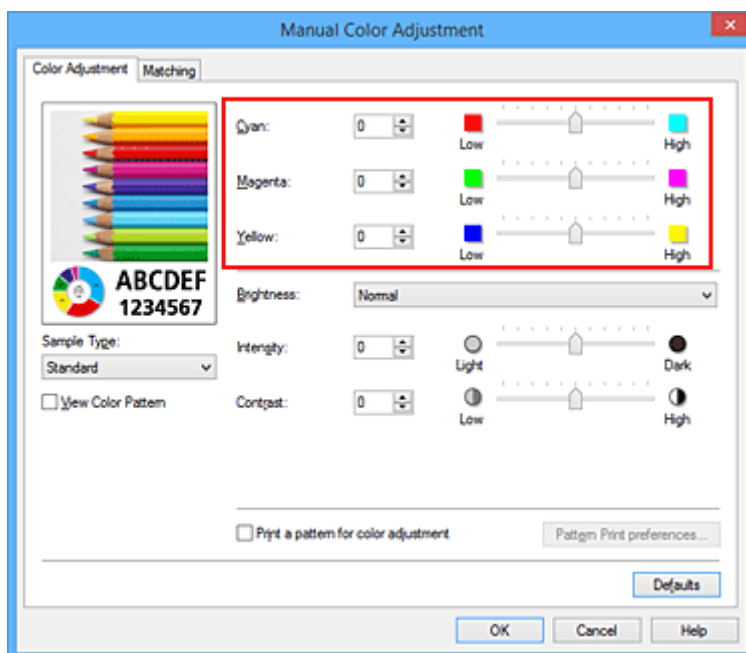 Manual Color Adjustment
Color Adjustment Matching
Cyan: 0 Low High
Magenta: 0 Low High
Yellow: 0 Low High
ABCDEF
1234567
Brightness: Normal
Sample Type:
Standard
Intensity: 0 Light Dark
View Color Pattern
Contrast: 0 Low High
Print a pattern for color adjustment Pattern Print preferences...
Defaults
OK Cancel Help